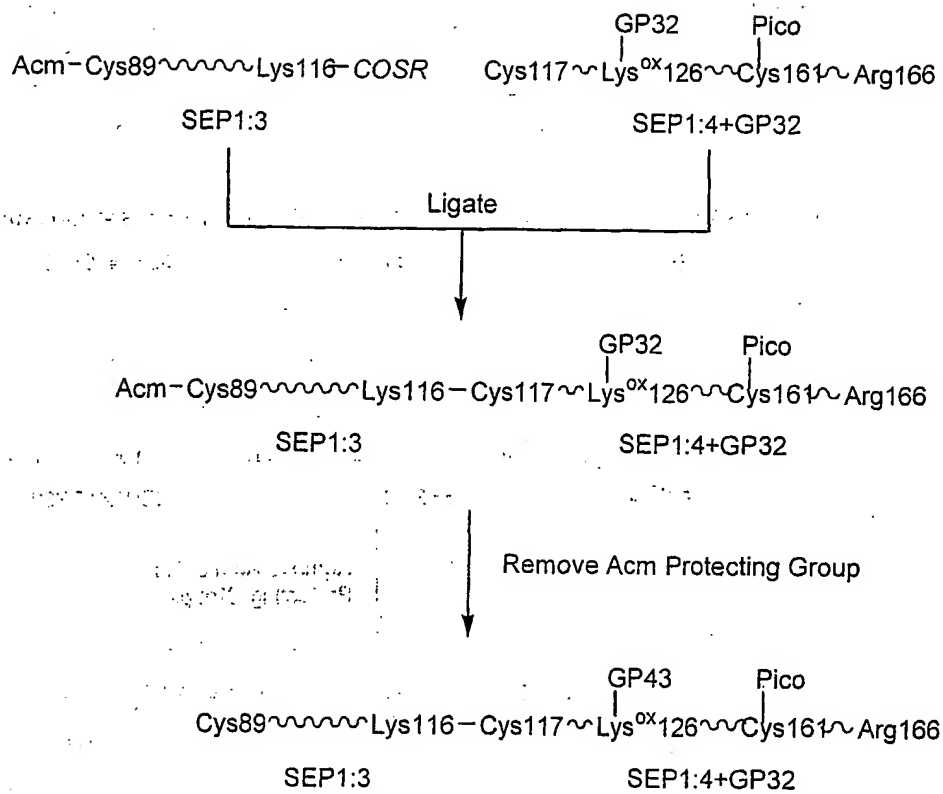 GP32 Pico
Acm-Cys89 Lys116-COSR Cys117~Lys^ox126 Cys161~Arg166
SEP1:3 SEP1:4+GP32
Ligate
GP32 Pico
Acm-Cys89 Lys116-Cys117~Lys^ox126 Cys161~Arg166
SEP1:3 SEP1:4+GP32
Remove Acm Protecting Group
GP43 Pico
Cys89 Lys116-Cys117~Lys^ox126 Cys161~Arg166
SEP1:3 SEP1:4+GP32